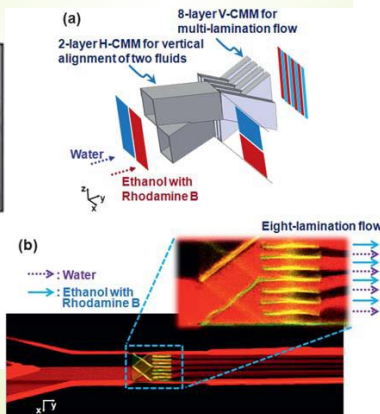 (a)
8-layer V-CMM for
multi-lamination flow
2-layer H-CMM for vertical
alignment of two fluids
Water
Ethanol with
Rhodamine B
z
y
x
Eight-lamination flow
(b)
: Water
: Ethanol with
Rhodamine B
x
y